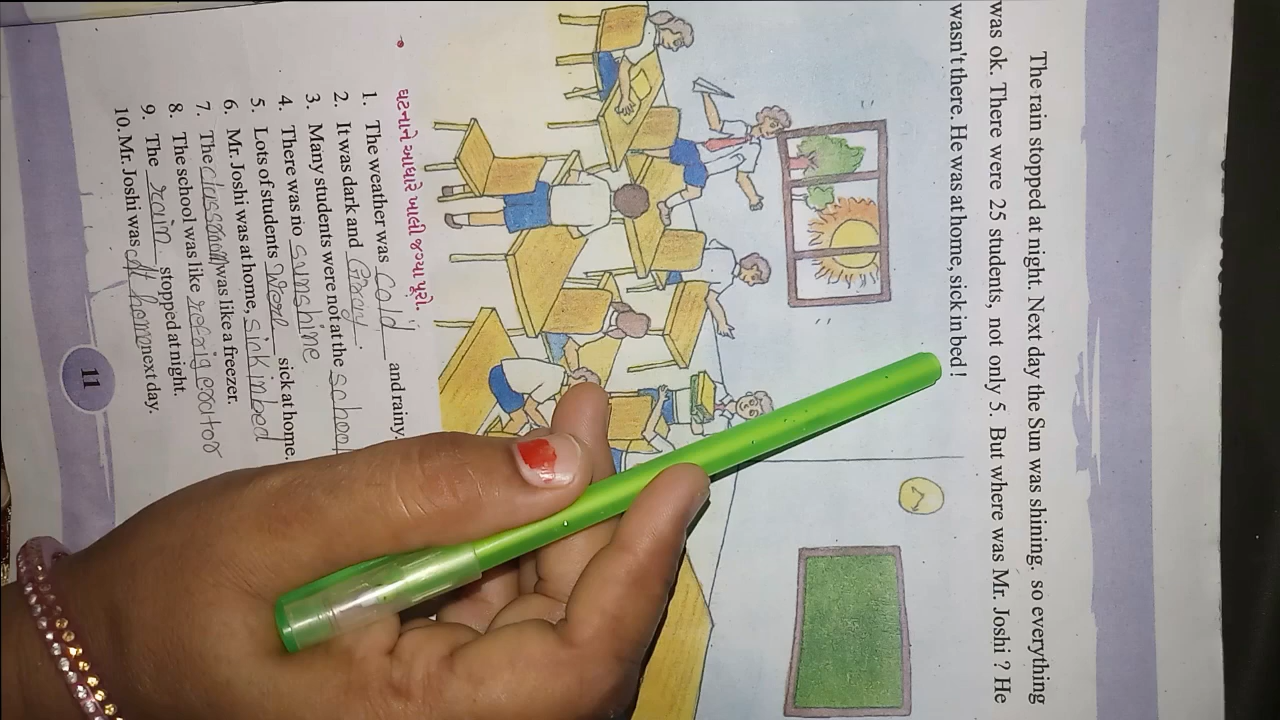 The rain stopped at night. Next day the Sun was shining. so everything
was ok. There were 25 students, not only 5. But where was Mr. Joshi ? He
wasn't there. He was at home, sick in bed !
ઘટનાને આધારે ખાલી જગ્યા પૂરો.
1. The weather was cold and rainy.
2. It was dark and Gray.
3. Many students were not at the school
4. There was no sunshine
5. Lots of students were sick at home.
6. Mr. Joshi was at home, sick in bed
7. The classroom was like a freezer.
8. The school was like
9. The rain stopped at night.
10. Mr. Joshi was at home next day.
11